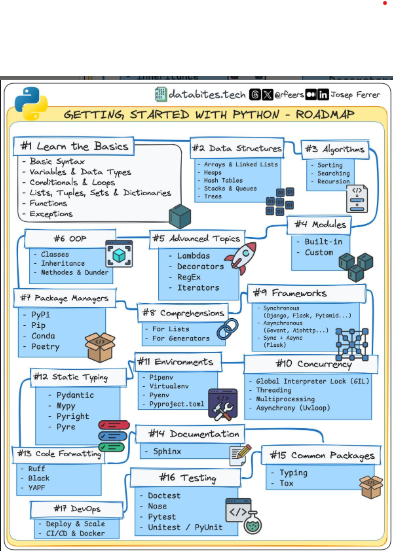 databites.tech @rfeers Josep Ferrer
GETTING STARTED WITH PYTHON - ROADMAP
#1 Learn the Basics
- Basic Syntax
- Variables & Data Types
- Conditionals & Loops
- Lists, Tuples, Sets & Dictionaries
- Functions
- Exceptions
#2 Data Structures
- Arrays & Linked Lists
- Heaps
- Hash Tables
- Stacks & Queues
- Trees
#3 Algorithms
- Sorting
- Searching
- Recursion
#4 Modules
- Built-in
- Custom
#5 Advanced Topics
- Lambdas
- Decorators
- RegEx
- Iterators
#6 OOP
- Classes
- Inheritance
- Methodes & Dunder
#7 Package Managers
- PyPi
- Pip
- Conda
- Poetry
#8 Comprehensions
- For Lists
- For Generators
#9 Frameworks
- Synchronous
(Django, Flask, Pytamid...)
- Asynchronous
(Gevent, Aiohttp...)
- Sync + Async
(Flask)
#10 Concurrency
- Global Interpreter Lock (GIL)
- Threading
- Multiprocessing
- Asynchrony (Uvloop)
#11 Environments
- Pipenv
- Virtualenv
- Pyenv
- Pyproject.toml
#12 Static Typing
- Pydantic
- Mypy
- Pyright
- Pyre
#13 Code Formatting
- Ruff
- Black
- YAPF
#14 Documentation
- Sphinx
#15 Common Packages
- Typing
- Tox
#16 Testing
- Doctest
- Nose
- Pytest
- Unitest / PyUnit
#17 DevOps
- Deploy & Scale
- CI/CD & Docker